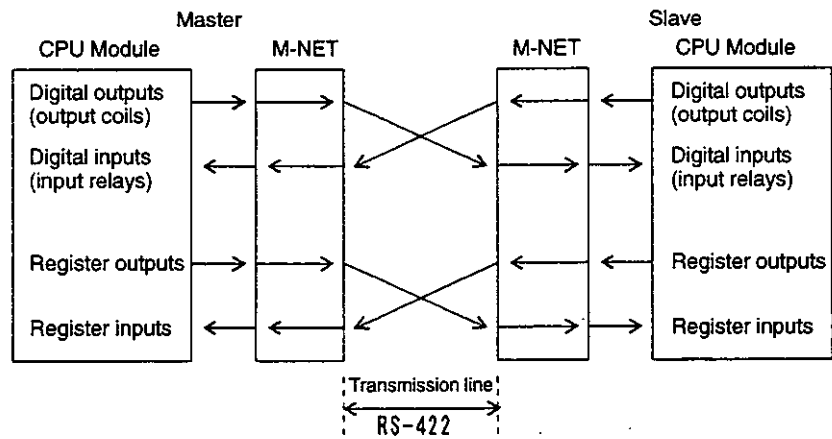 Master
Slave
CPU Module
M-NET
M-NET
CPU Module
Digital outputs
(output coils)
Digital outputs
(output coils)
Digital inputs
(input relays)
Digital inputs
(input relays)
Register outputs
Register outputs
Register inputs
Register inputs
Transmission line
RS-422